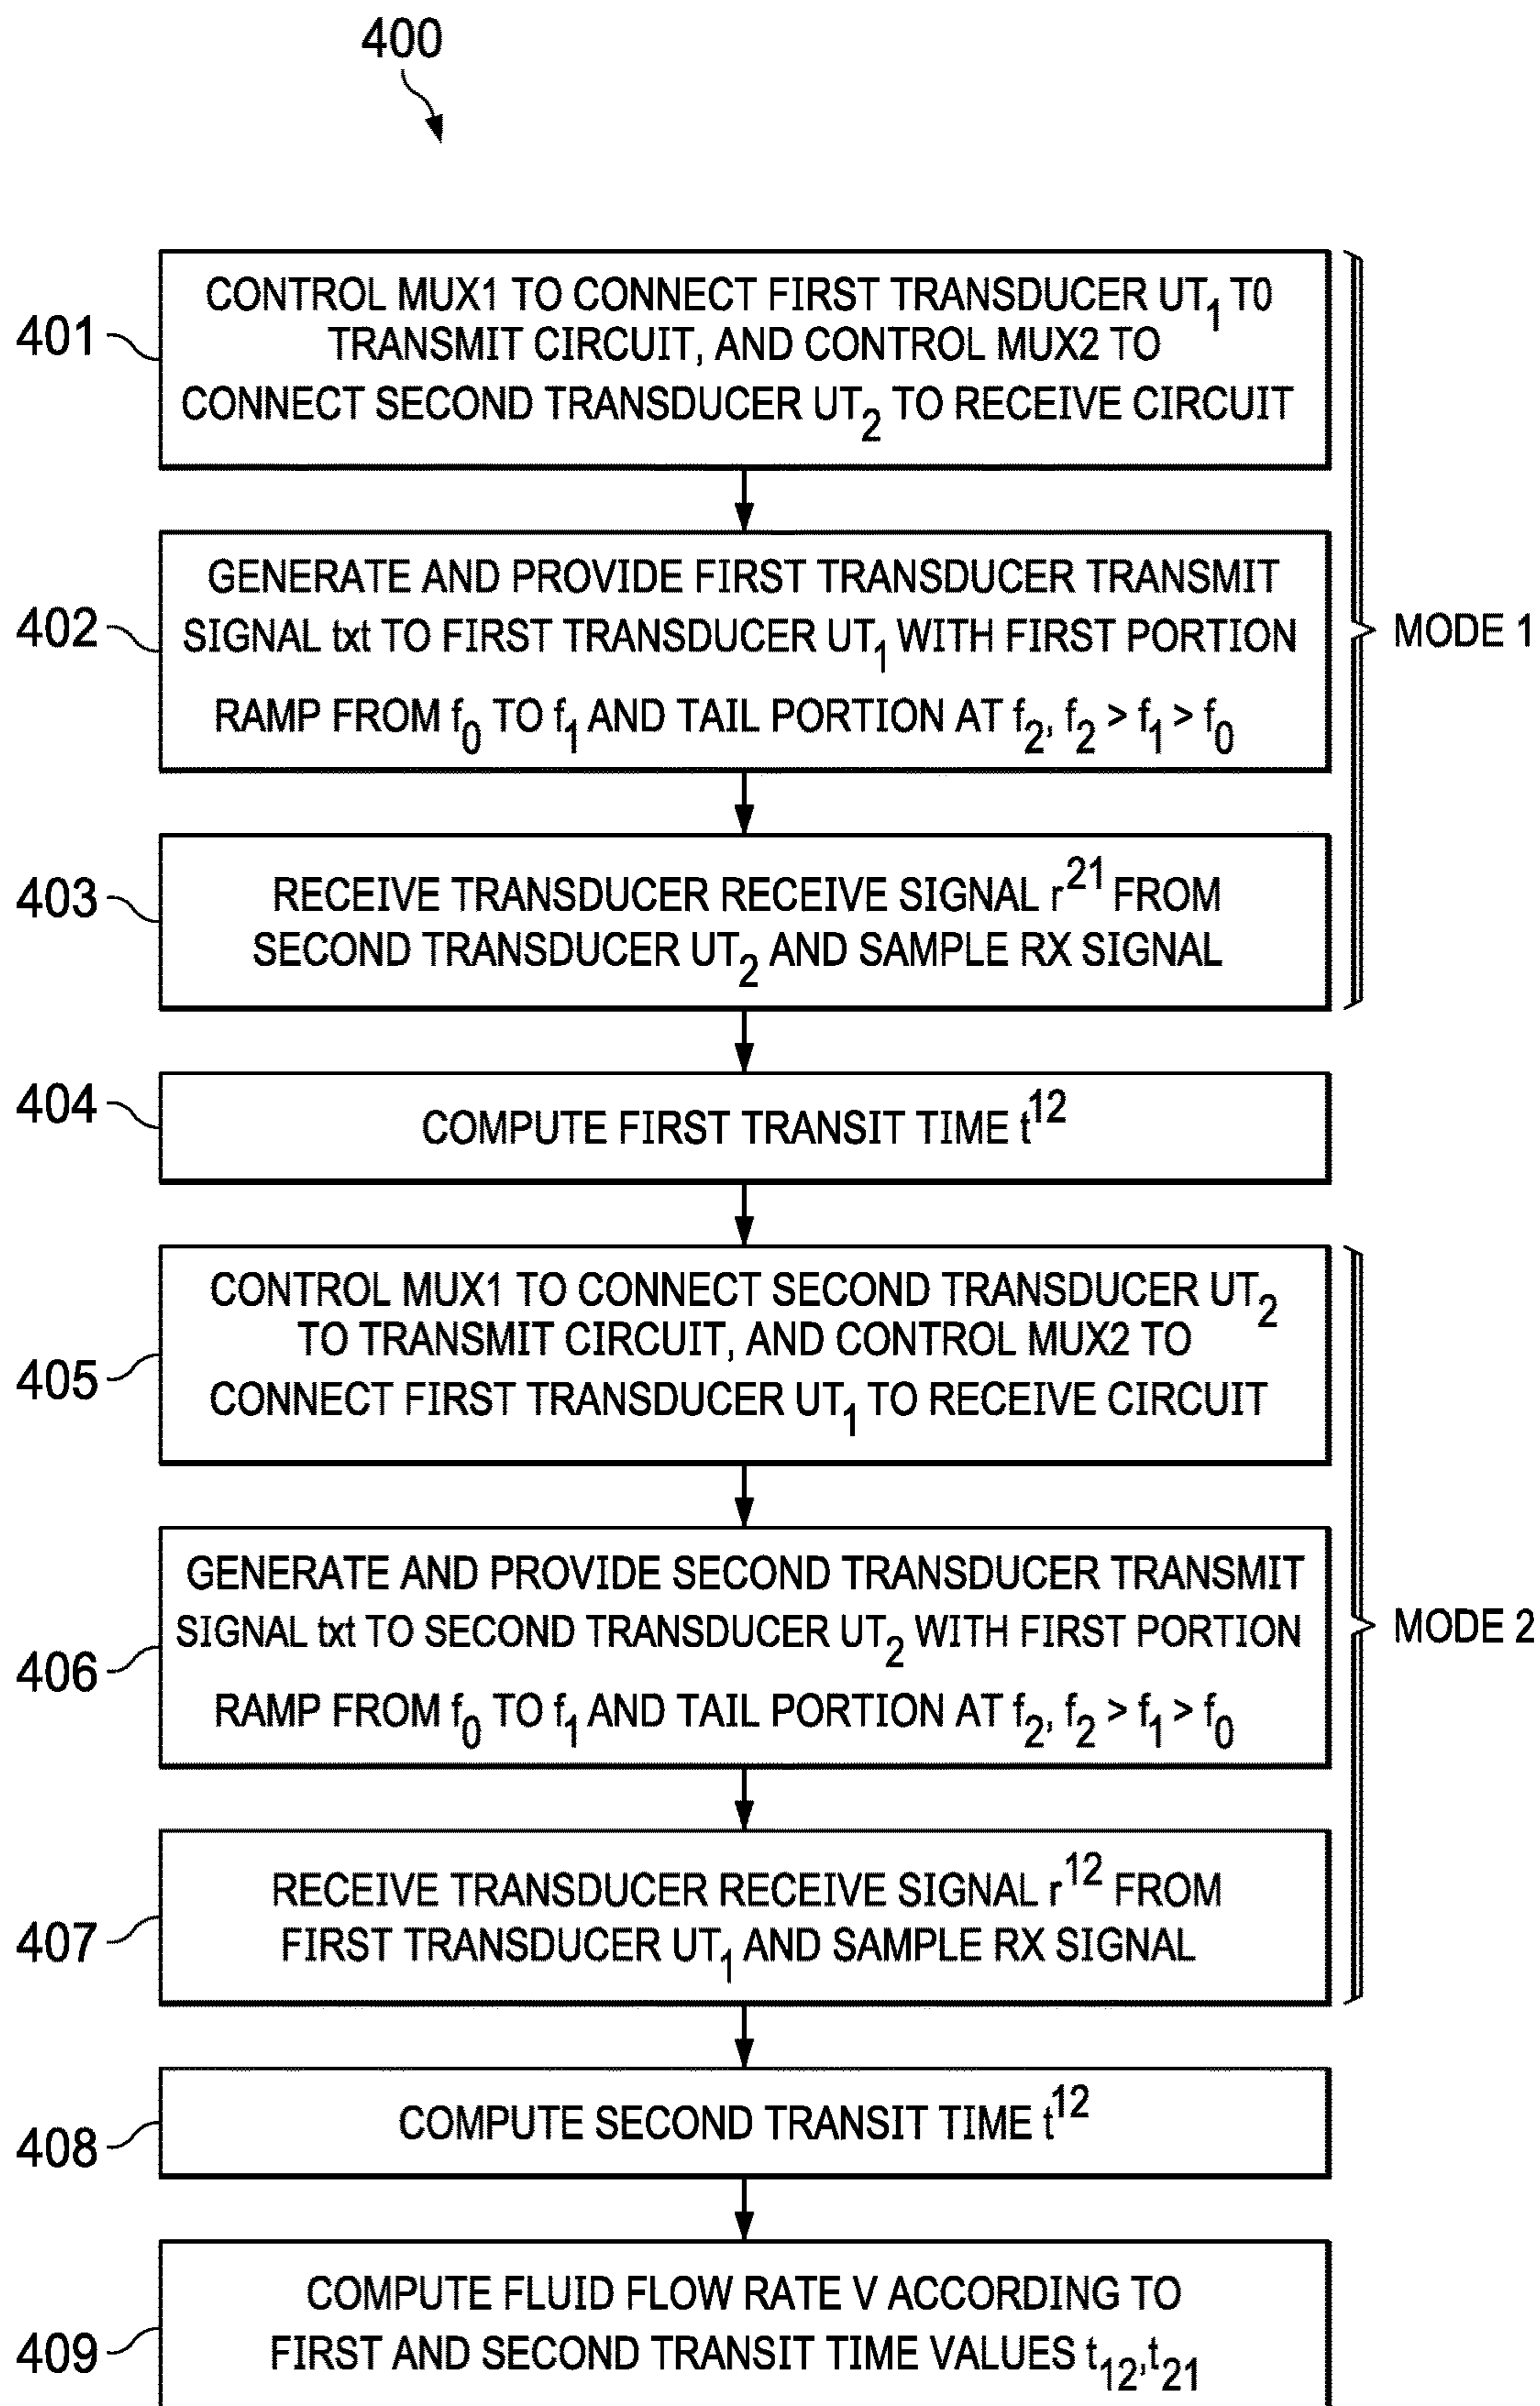 400
401
CONTROL MUX1 TO CONNECT FIRST TRANSDUCER UT₁ T0
TRANSMIT CIRCUIT, AND CONTROL MUX2 TO
CONNECT SECOND TRANSDUCER UT₂ TO RECEIVE CIRCUIT
402
GENERATE AND PROVIDE FIRST TRANSDUCER TRANSMIT
SIGNAL txt TO FIRST TRANSDUCER UT₁ WITH FIRST PORTION
RAMP FROM f₀ TO f₁ AND TAIL PORTION AT f₂, f₂ > f₁ > f₀
MODE 1
403
RECEIVE TRANSDUCER RECEIVE SIGNAL r²¹ FROM
SECOND TRANSDUCER UT₂ AND SAMPLE RX SIGNAL
404
COMPUTE FIRST TRANSIT TIME t¹²
405
CONTROL MUX1 TO CONNECT SECOND TRANSDUCER UT₂
TO TRANSMIT CIRCUIT, AND CONTROL MUX2 TO
CONNECT FIRST TRANSDUCER UT₁ TO RECEIVE CIRCUIT
406
GENERATE AND PROVIDE SECOND TRANSDUCER TRANSMIT
SIGNAL txt TO SECOND TRANSDUCER UT₂ WITH FIRST PORTION
RAMP FROM f₀ TO f₁ AND TAIL PORTION AT f₂, f₂ > f₁ > f₀
MODE 2
407
RECEIVE TRANSDUCER RECEIVE SIGNAL r¹² FROM
FIRST TRANSDUCER UT₁ AND SAMPLE RX SIGNAL
408
COMPUTE SECOND TRANSIT TIME t¹²
409
COMPUTE FLUID FLOW RATE V ACCORDING TO
FIRST AND SECOND TRANSIT TIME VALUES t₁₂,t₂₁